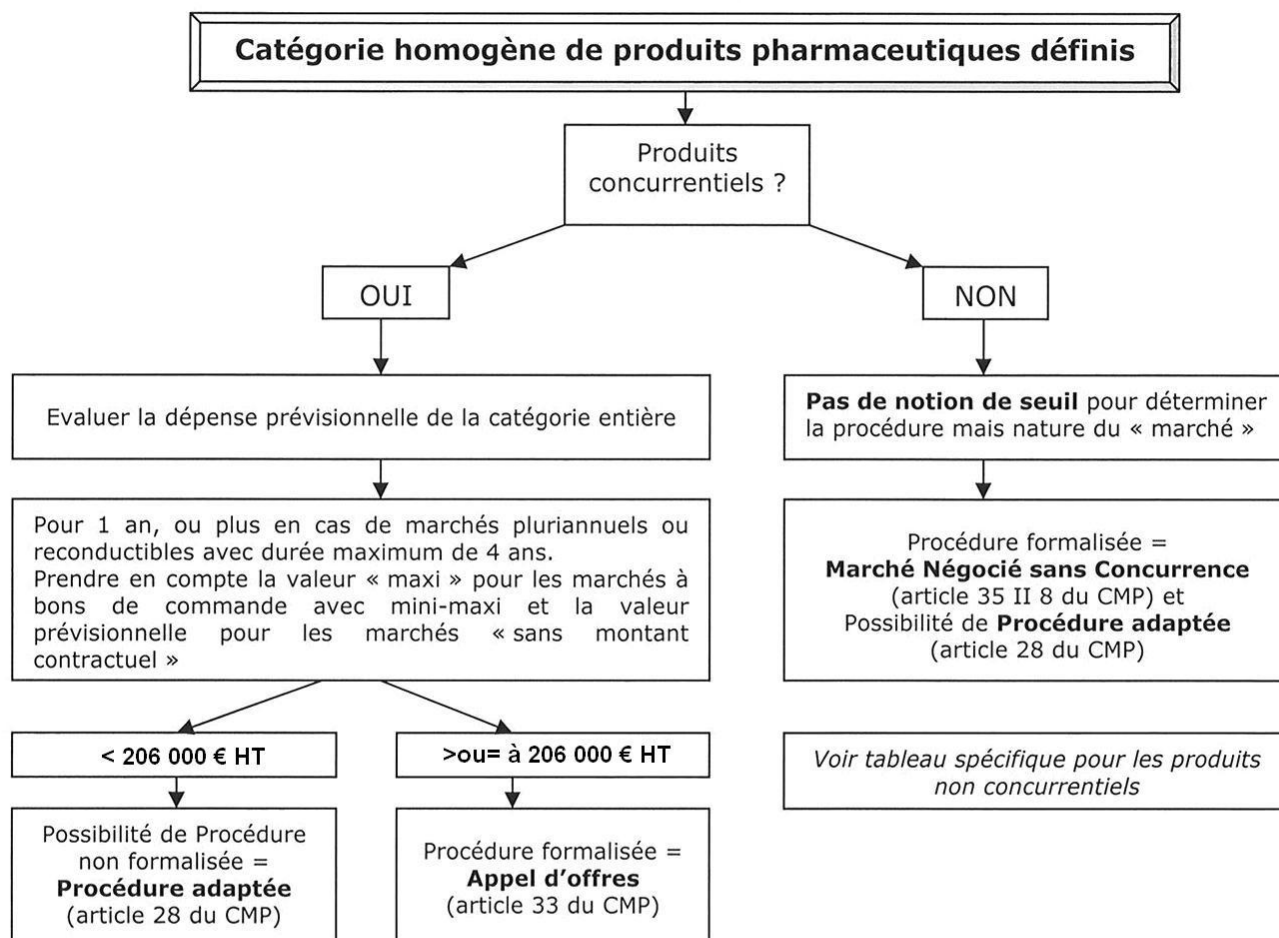 Catégorie homogène de produits pharmaceutiques définis
Produits
concurrentiels ?
OUI
NON
Evaluer la dépense prévisionnelle de la catégorie entière
Pas de notion de seuil pour déterminer
la procédure mais nature du « marché »
Pour 1 an, ou plus en cas de marchés pluriannuels ou
reconductibles avec durée maximum de 4 ans.
Prendre en compte la valeur « maxi » pour les marchés à
bons de commande avec mini-maxi et la valeur
prévisionnelle pour les marchés « sans montant
contractuel »
Procédure formalisée =
Marché Négocié sans Concurrence
(article 35 II 8 du CMP) et
Possibilité de Procédure adaptée
(article 28 du CMP)
< 206 000 € HT
>ou= à 206 000 € HT
Voir tableau spécifique pour les produits
non concurrentiels
Possibilité de Procédure
non formalisée =
Procédure adaptée
(article 28 du CMP)
Procédure formalisée =
Appel d’offres
(article 33 du CMP)